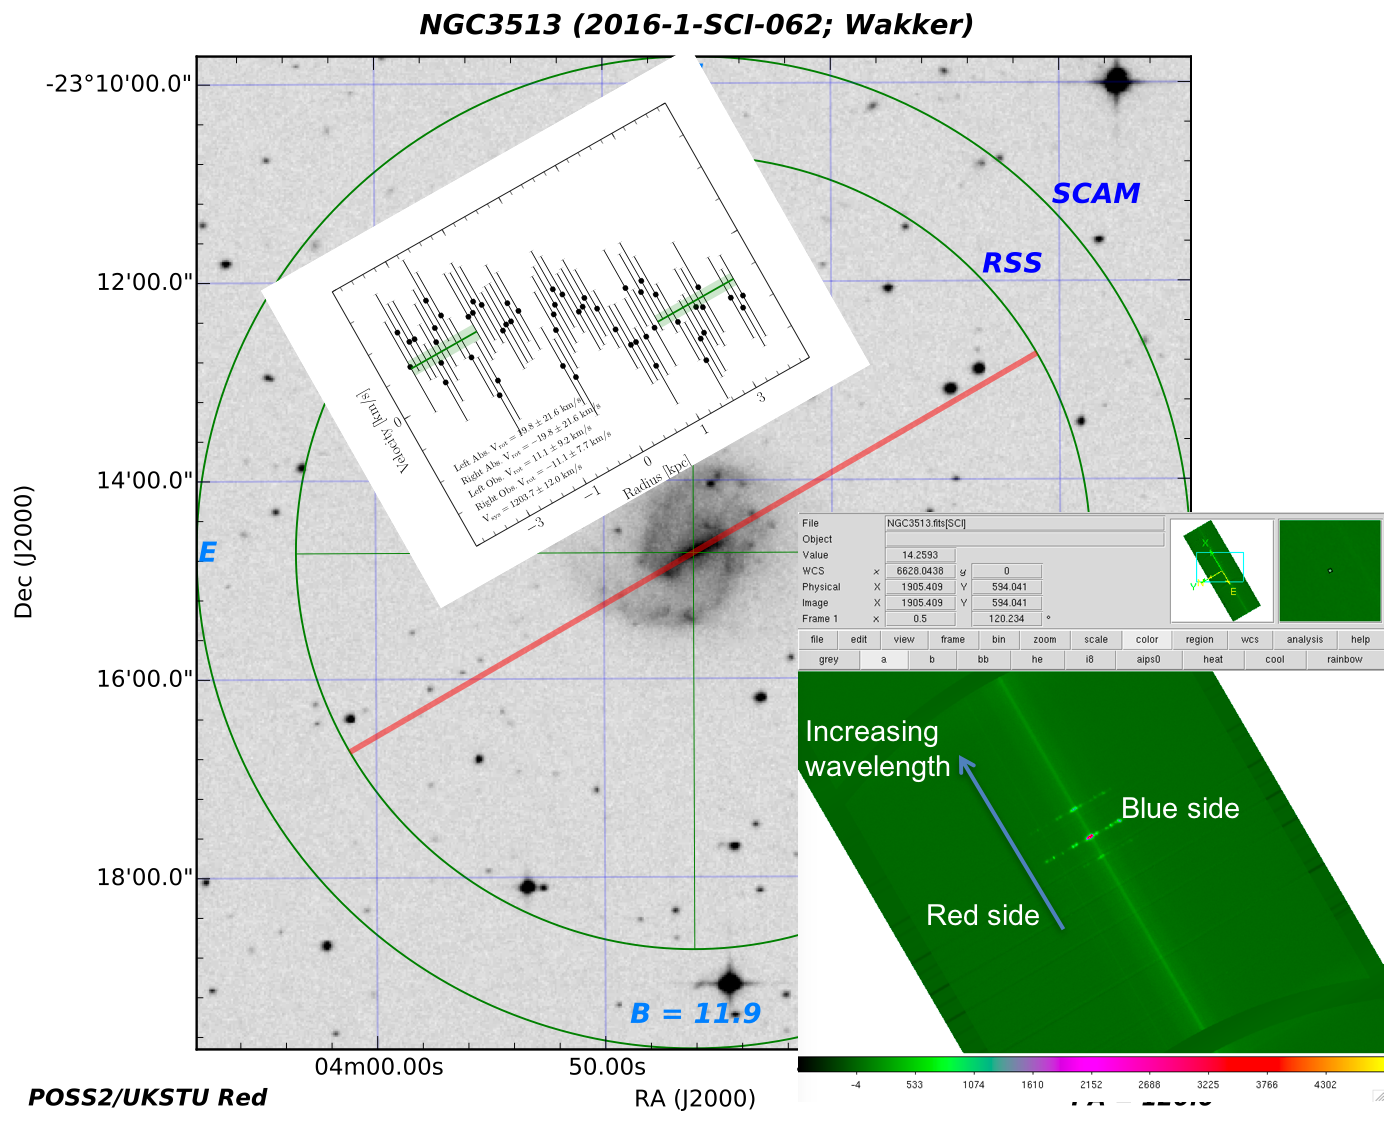 NGC3513 (2016-1-SCI-062; Wakker)
-23°10'00.0"
12'00.0"
14'00.0"
16'00.0"
18'00.0"
Dec (J2000)
SCAM
RSS
E
Velocity [km/s]
0
Left Abs. Vrot = 19.8 ± 21.6 km/s
Right Abs. Vrot = −19.8 ± 21.6 km/s
Left Obs. Vrot = 11.1 ± 9.2 km/s
Right Obs. Vrot = −11.1 ± 7.7 km/s
Vsys = 1203.7 ± 12.0 km/s
−3 −1 0 1 3
Radius [kpc]
File NGC3513.fits[SCI]
Object
Value 14.2593
WCS x 6628.0438 y 0
Physical X 1905.409 Y 594.041
Image X 1905.409 Y 594.041
Frame 1 x 0.5 120.234 °
X
Y
E
file edit view frame bin zoom scale color region wcs analysis help
grey a b bb he i8 aips0 heat cool rainbow
Increasing
wavelength
Blue side
Red side
-4 533 1074 1610 2152 2688 3225 3766 4302
B = 11.9
04m00.00s 50.00s
RA (J2000)
POSS2/UKSTU Red